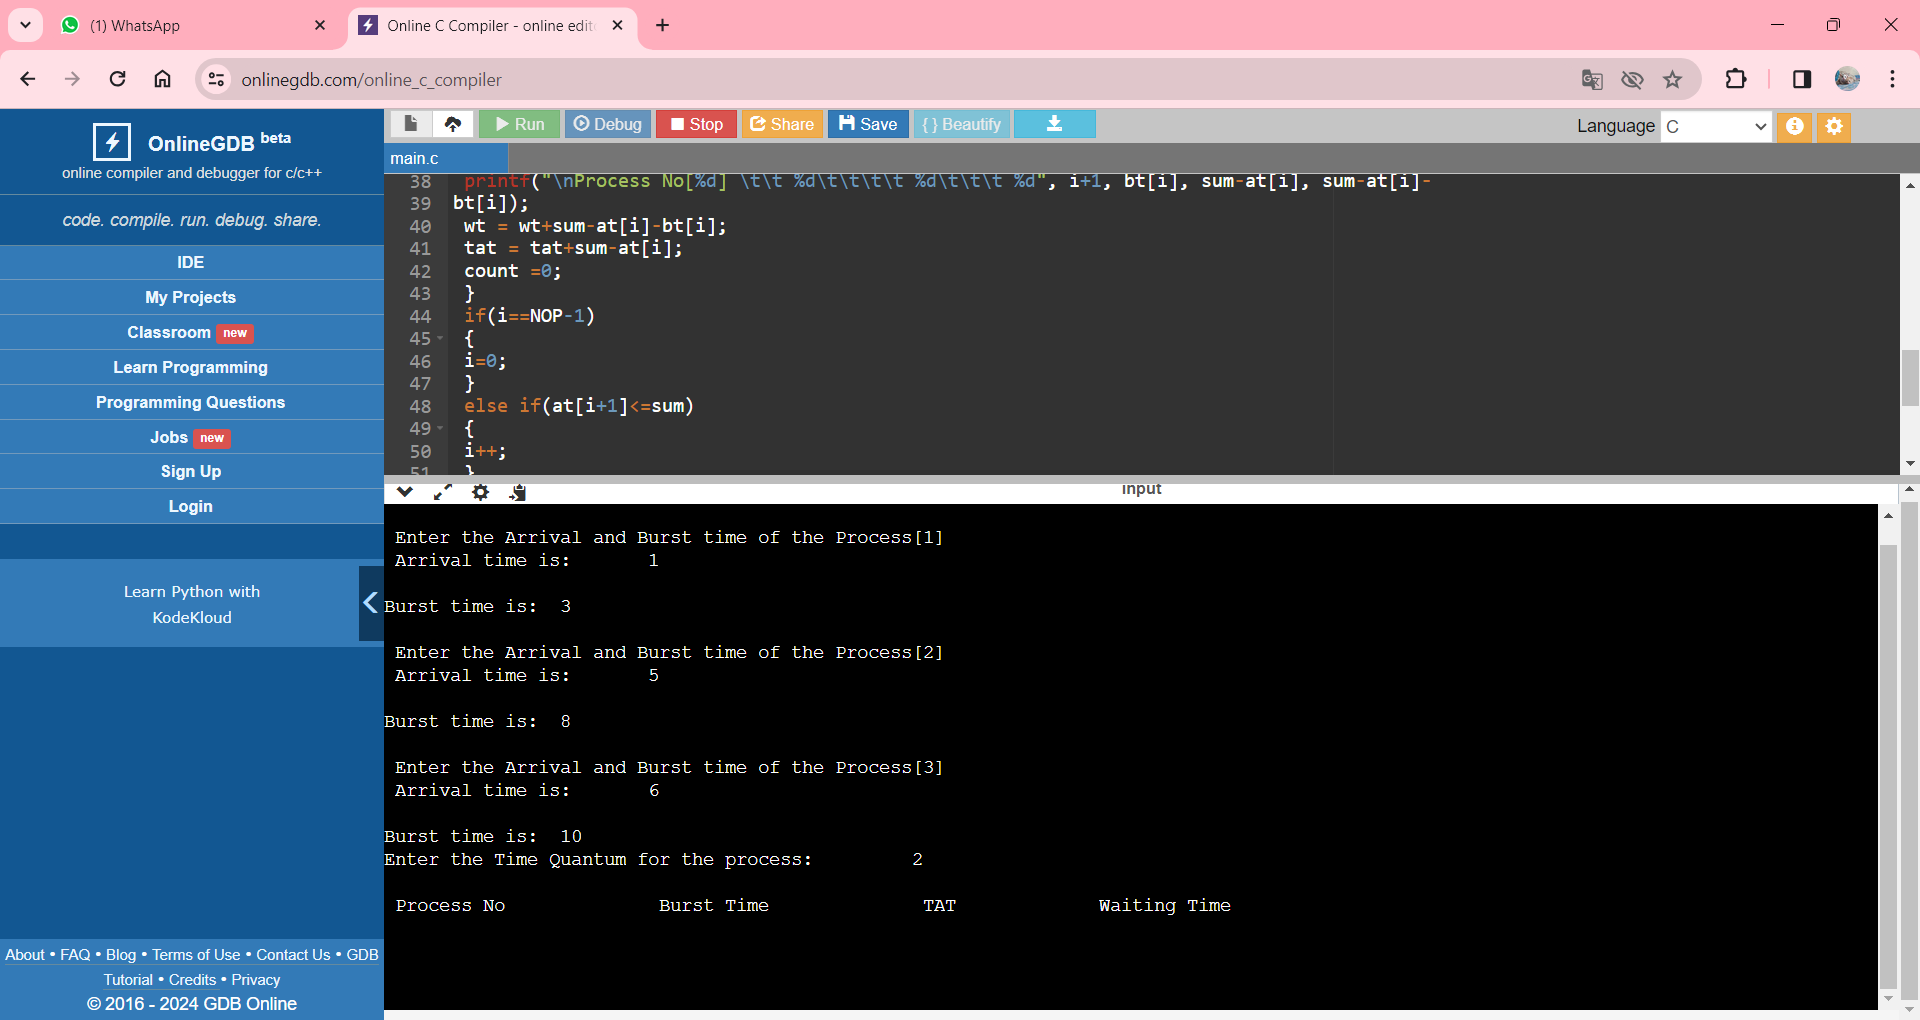 (1) WhatsApp
Online C Compiler - online edit
onlinegdb.com/online_c_compiler
OnlineGDB beta
online compiler and debugger for c/c++
code. compile. run. debug. share.
IDE
My Projects
Classroom new
Learn Programming
Programming Questions
Jobs new
Sign Up
Login
Learn Python with
KodeKloud
About • FAQ • Blog • Terms of Use • Contact Us • GDB
Tutorial • Credits • Privacy
© 2016 - 2024 GDB Online
Run Debug Stop Share Save {} Beautify
Language C
main.c
38 printf("\nProcess No[%d] \t\t %d\t\t\t\t %d\t\t\t %d", i+1, bt[i], sum-at[i], sum-at[i]-
39 bt[i]);
40 wt = wt+sum-at[i]-bt[i];
41 tat = tat+sum-at[i];
42 count =0;
43 }
44 if(i==NOP-1)
45 {
46 i=0;
47 }
48 else if(at[i+1]<=sum)
49 {
50 i++;
51 }
input
Enter the Arrival and Burst time of the Process[1]
Arrival time is: 1
Burst time is: 3
Enter the Arrival and Burst time of the Process[2]
Arrival time is: 5
Burst time is: 8
Enter the Arrival and Burst time of the Process[3]
Arrival time is: 6
Burst time is: 10
Enter the Time Quantum for the process: 2
Process No Burst Time TAT Waiting Time